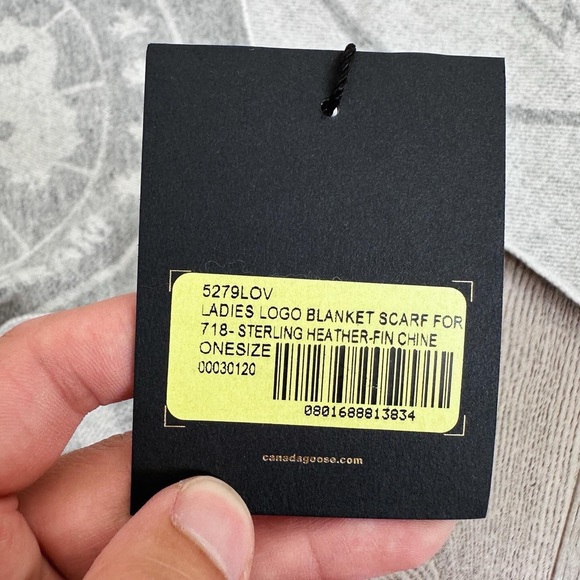 5279LOV
LADIES LOGO BLANKET SCARF FOR
718- STERLING HEATHER-FIN CHINE
ONESIZE
00030120
0801688813834
canadagoose.com